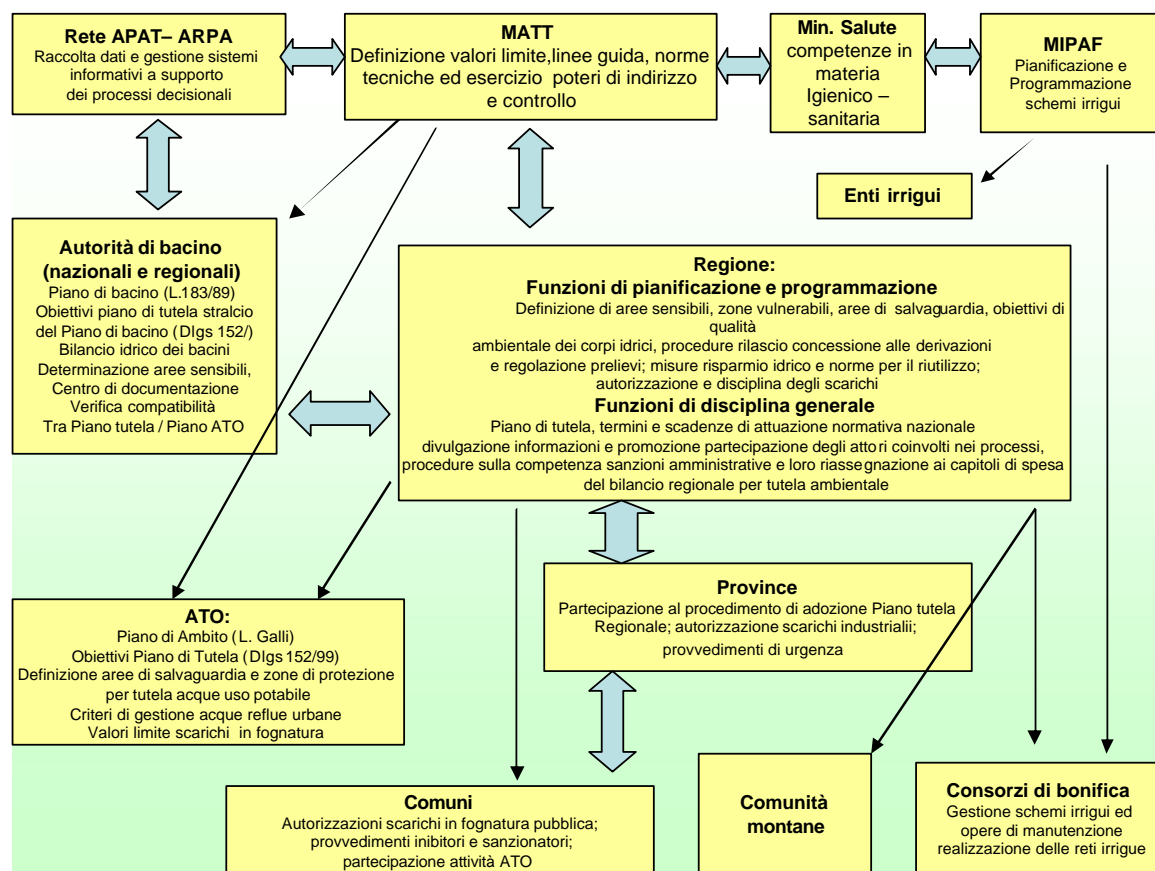 Rete APAT– ARPA
Raccolta dati e gestione sistemi
informativi a supporto
dei processi decisionali
MATT
Definizione valori limite,linee guida, norme
tecniche ed esercizio poteri di indirizzo
e controllo
Min. Salute
competenze in
materia
Igienico –
sanitaria
MIPAF
Pianificazione e
Programmazione
schemi irrigui
Enti irrigui
Autorità di bacino
(nazionali e regionali)
Piano di bacino (L.183/89)
Obiettivi piano di tutela stralcio
del Piano di bacino (Dlgs 152/)
Bilancio idrico dei bacini
Determinazione aree sensibili,
Centro di documentazione
Verifica compatibilità
Tra Piano tutela / Piano ATO
Regione:
Funzioni di pianificazione e programmazione
Definizione di aree sensibili, zone vulnerabili, aree di salvaguardia, obiettivi di
qualità
ambientale dei corpi idrici, procedure rilascio concessione alle derivazioni
e regolazione prelievi; misure risparmio idrico e norme per il riutilizzo;
autorizzazione e disciplina degli scarichi
Funzioni di disciplina generale
Piano di tutela, termini e scadenze di attuazione normativa nazionale
divulgazione informazioni e promozione partecipazione degli attori coinvolti nei processi,
procedure sulla competenza sanzioni amministrative e loro riassegnazione ai capitoli di spesa
del bilancio regionale per tutela ambientale
Province
Partecipazione al procedimento di adozione Piano tutela
Regionale; autorizzazione scarichi industrialii;
provvedimenti di urgenza
ATO:
Piano di Ambito (L. Galli)
Obiettivi Piano di Tutela (Dlgs 152/99)
Definizione aree di salvaguardia e zone di protezione
per tutela acque uso potabile
Criteri di gestione acque reflue urbane
Valori limite scarichi in fognatura
Comuni
Autorizzazioni scarichi in fognatura pubblica;
provvedimenti inibitori e sanzionatori;
partecipazione attività ATO
Comunità
montane
Consorzi di bonifica
Gestione schemi irrigui ed
opere di manutenzione
realizzazione delle reti irrigue